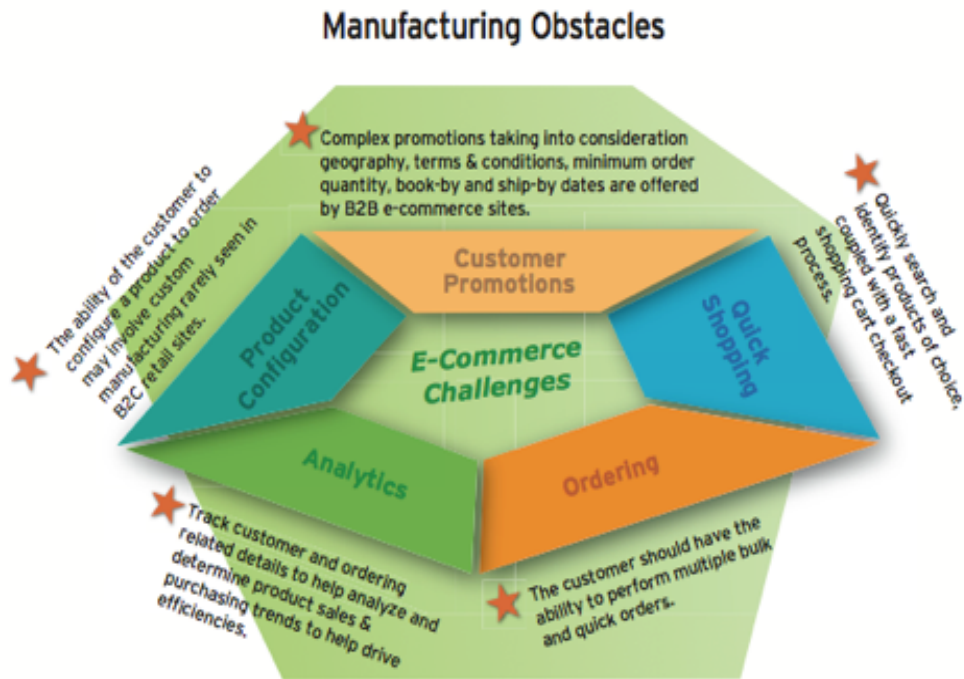 Manufacturing Obstacles
Complex promotions taking into consideration
geography, terms & conditions, minimum order
quantity, book-by and ship-by dates are offered
by B2B e-commerce sites.
The ability of the customer to
configure a product to order
may involve custom
manufacturing rarely seen in
B2C retail sites.
Quickly search and
identify products of choice,
coupled with a fast
shopping cart checkout
process.
Customer
Promotions
Product
Configuration
Quick
Shopping
E-Commerce
Challenges
Analytics
Ordering
Track customer and ordering
related details to help analyze and
determine product sales &
purchasing trends to help drive
efficiencies.
The customer should have the
ability to perform multiple bulk
and quick orders.